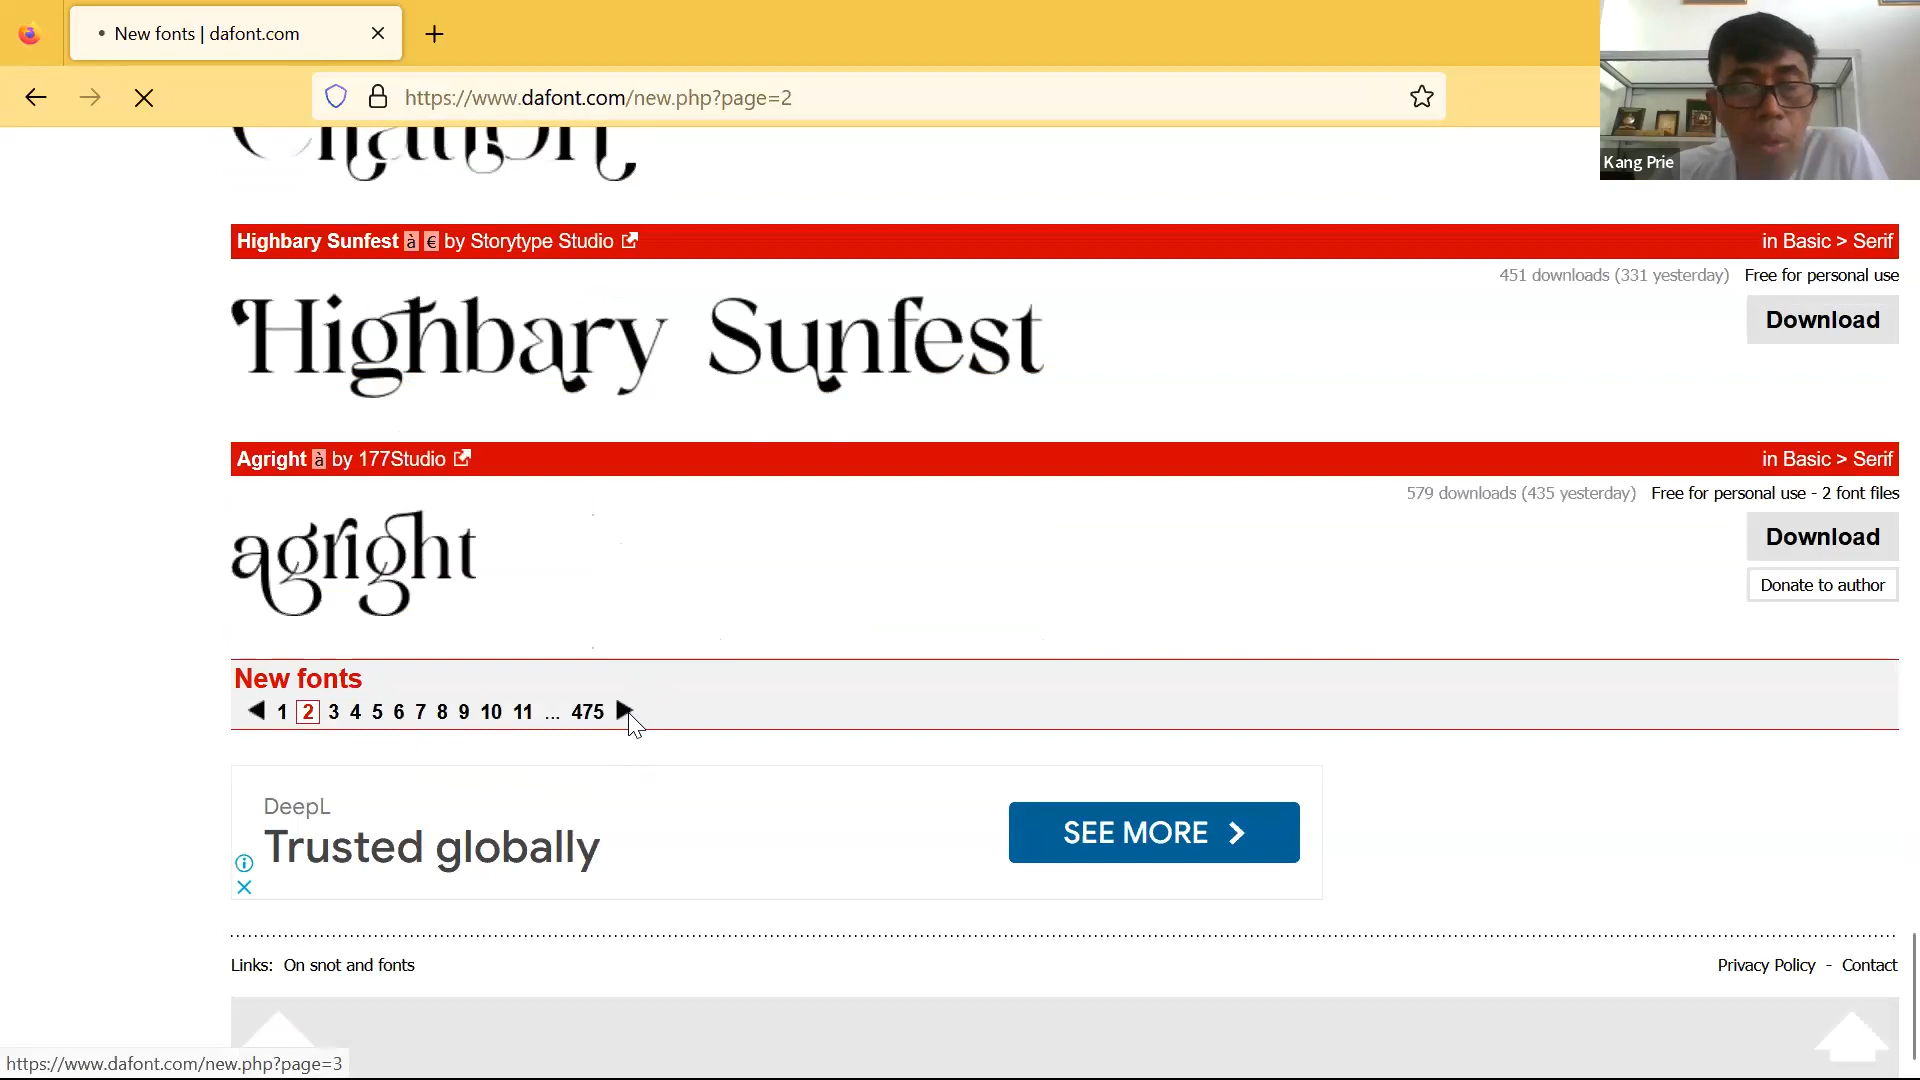 New fonts | dafont.com
https://www.dafont.com/new.php?page=2
Kang Prie
Highbary Sunfest à € by Storytype Studio
in Basic > Serif
451 downloads (331 yesterday) Free for personal use
Highbary Sunfest
Download
Agright à by 177Studio
in Basic > Serif
579 downloads (435 yesterday) Free for personal use - 2 font files
agright
Download
Donate to author
New fonts
1 2 3 4 5 6 7 8 9 10 11 ... 475
DeepL
Trusted globally
SEE MORE
Links: On snot and fonts
Privacy Policy - Contact
https://www.dafont.com/new.php?page=3